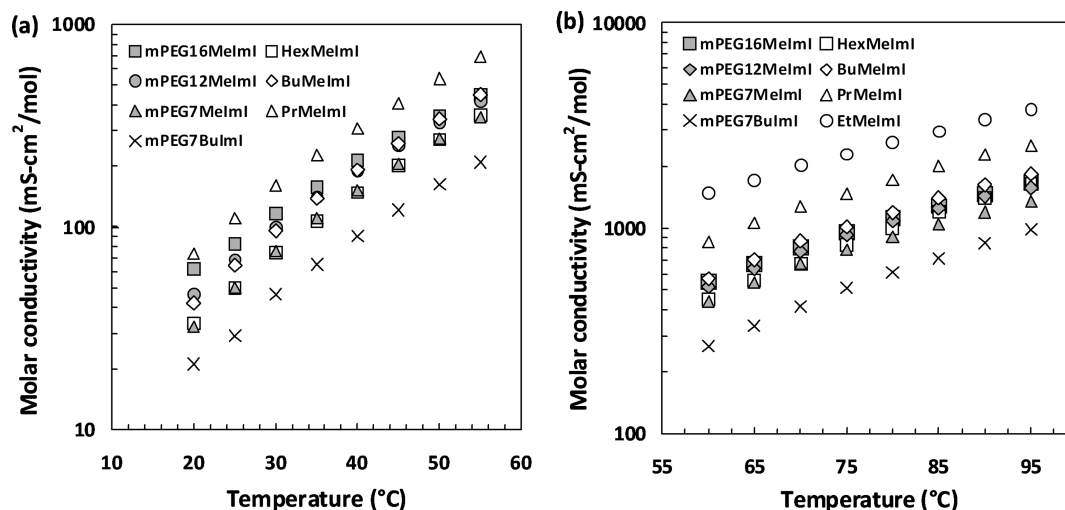 (a)
1000
100
10
Molar conductivity (mS-cm²/mol)
mPEG16MeImI HexMeImI
mPEG12MeImI BuMeImI
mPEG7MeImI PrMeImI
mPEG7BuImI
10 20 30 40 50 60
Temperature (°C)
(b)
10000
1000
100
Molar conductivity (mS-cm²/mol)
mPEG16MeImI HexMeImI
mPEG12MeImI BuMeImI
mPEG7MeImI PrMeImI
mPEG7BuImI EtMeImI
55 65 75 85 95
Temperature (°C)